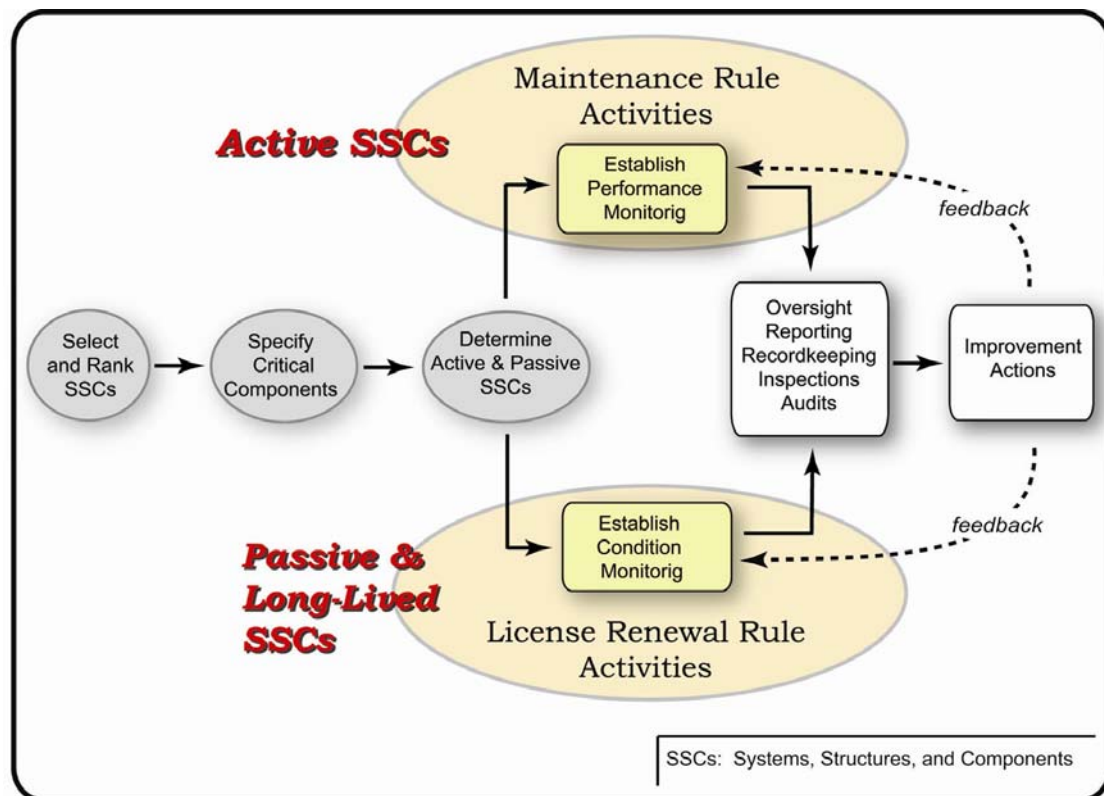 Maintenance Rule
Activities
Active SSCs
Establish
Performance
Monitorig
feedback
Select
and Rank
SSCs
Specify
Critical
Components
Determine
Active & Passive
SSCs
Oversight
Reporting
Recordkeeping
Inspections
Audits
Improvement
Actions
Establish
Condition
Monitorig
feedback
Passive &
Long-Lived
SSCs
License Renewal Rule
Activities
SSCs: Systems, Structures, and Components